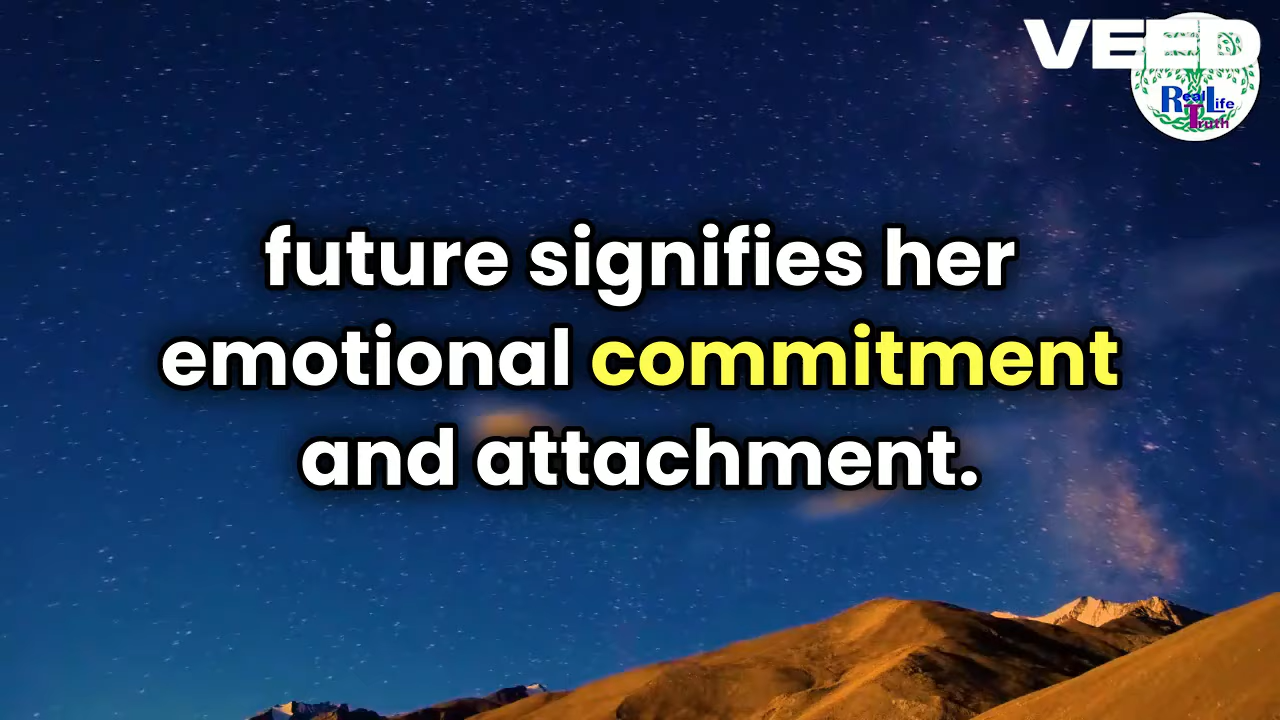 VEED
Real Life
Truth
future signifies her
emotional commitment
and attachment.